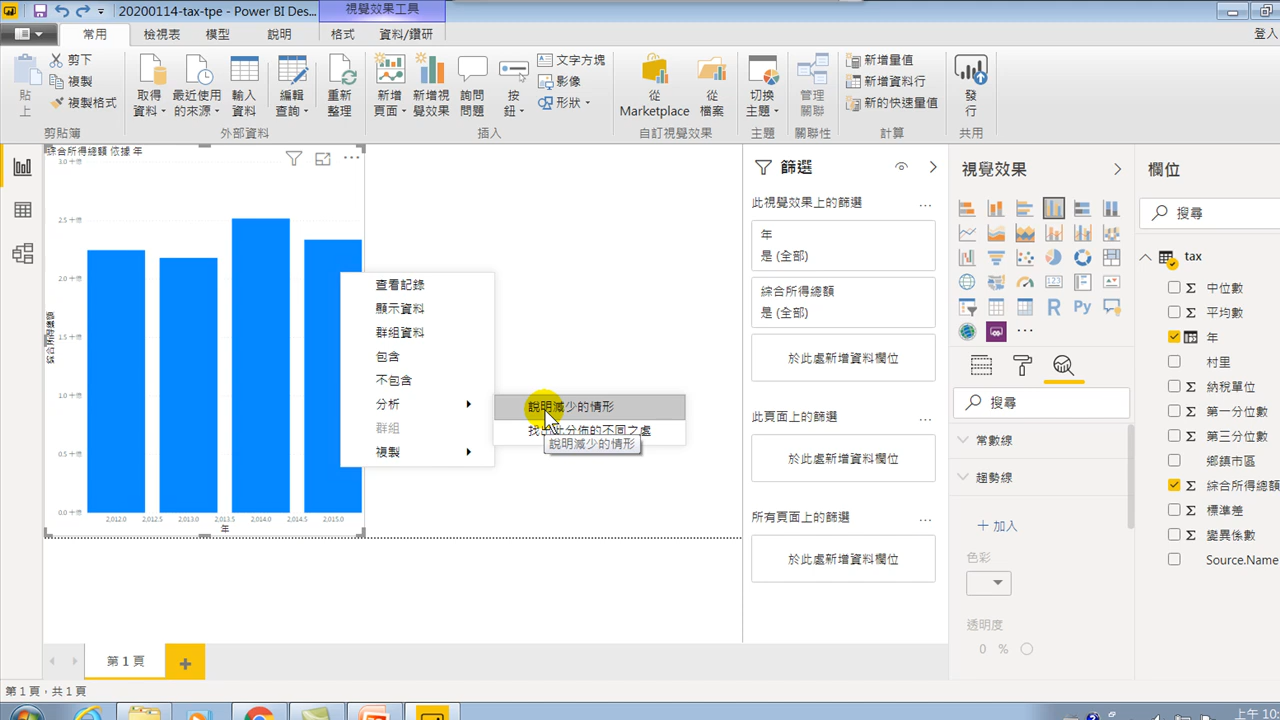 20200114-tax-tpe - Power BI Des...
視覺效果工具
常用
檢視表
模型
說明
格式
資料/鑽研
登入
貼上
剪下
複製
複製格式
剪貼簿
取得資料
最近使用的來源
輸入資料
編輯查詢
重新整理
外部資料
新增頁面
新增視覺效果
詢問問題
按鈕
文字方塊
影像
形狀
插入
從 Marketplace
從檔案
自訂視覺效果
切換主題
主題
管理關聯
關聯性
新增量值
新增資料行
新的快速量值
計算
發行
共用
綜合所得總額 依據 年
3.0 十億
2.5 十億
2.0 十億
1.5 十億
1.0 十億
0.5 十億
0.0 十億
綜合所得總額
2,012.0
2,012.5
2,013.0
2,013.5
2,014.0
2,014.5
2,015.0
年
查看記錄
顯示資料
群組資料
包含
不包含
分析
群組
複製
說明減少的情形
找出此分佈的不同之處
說明減少的情形
篩選
此視覺效果上的篩選
...
年
是 (全部)
綜合所得總額
是 (全部)
於此處新增資料欄位
此頁面上的篩選
...
於此處新增資料欄位
所有頁面上的篩選
...
於此處新增資料欄位
視覺效果
R
Py
...
搜尋
常數線
趨勢線
加入
色彩
透明度
0 %
欄位
搜尋
tax
中位數
平均數
年
村里
納稅單位
第一分位數
第三分位數
鄉鎮市區
綜合所得總額
標準差
變異係數
Source.Name
第 1 頁
第 1 頁，共 1 頁
上午 10: